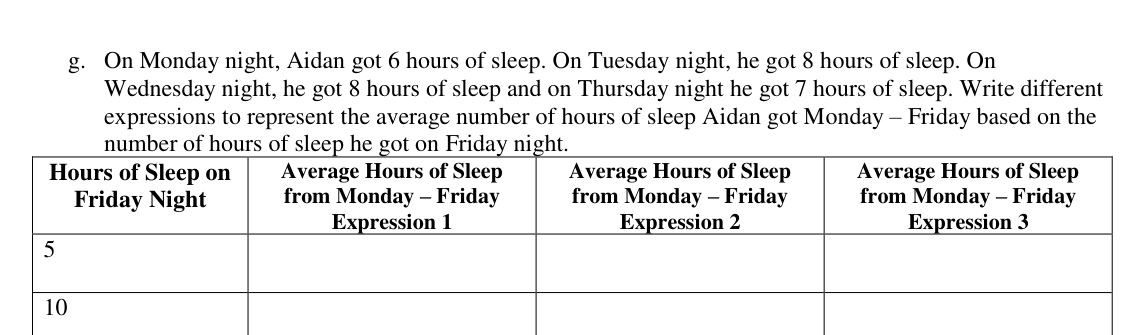 g. On Monday night, Aidan got 6 hours of sleep. On Tuesday night, he got 8 hours of sleep. On
Wednesday night, he got 8 hours of sleep and on Thursday night he got 7 hours of sleep. Write different
expressions to represent the average number of hours of sleep Aidan got Monday – Friday based on the
number of hours of sleep he got on Friday night.
Hours of Sleep on
Friday Night
Average Hours of Sleep
from Monday – Friday
Expression 1
Average Hours of Sleep
from Monday – Friday
Expression 2
Average Hours of Sleep
from Monday – Friday
Expression 3
5
10